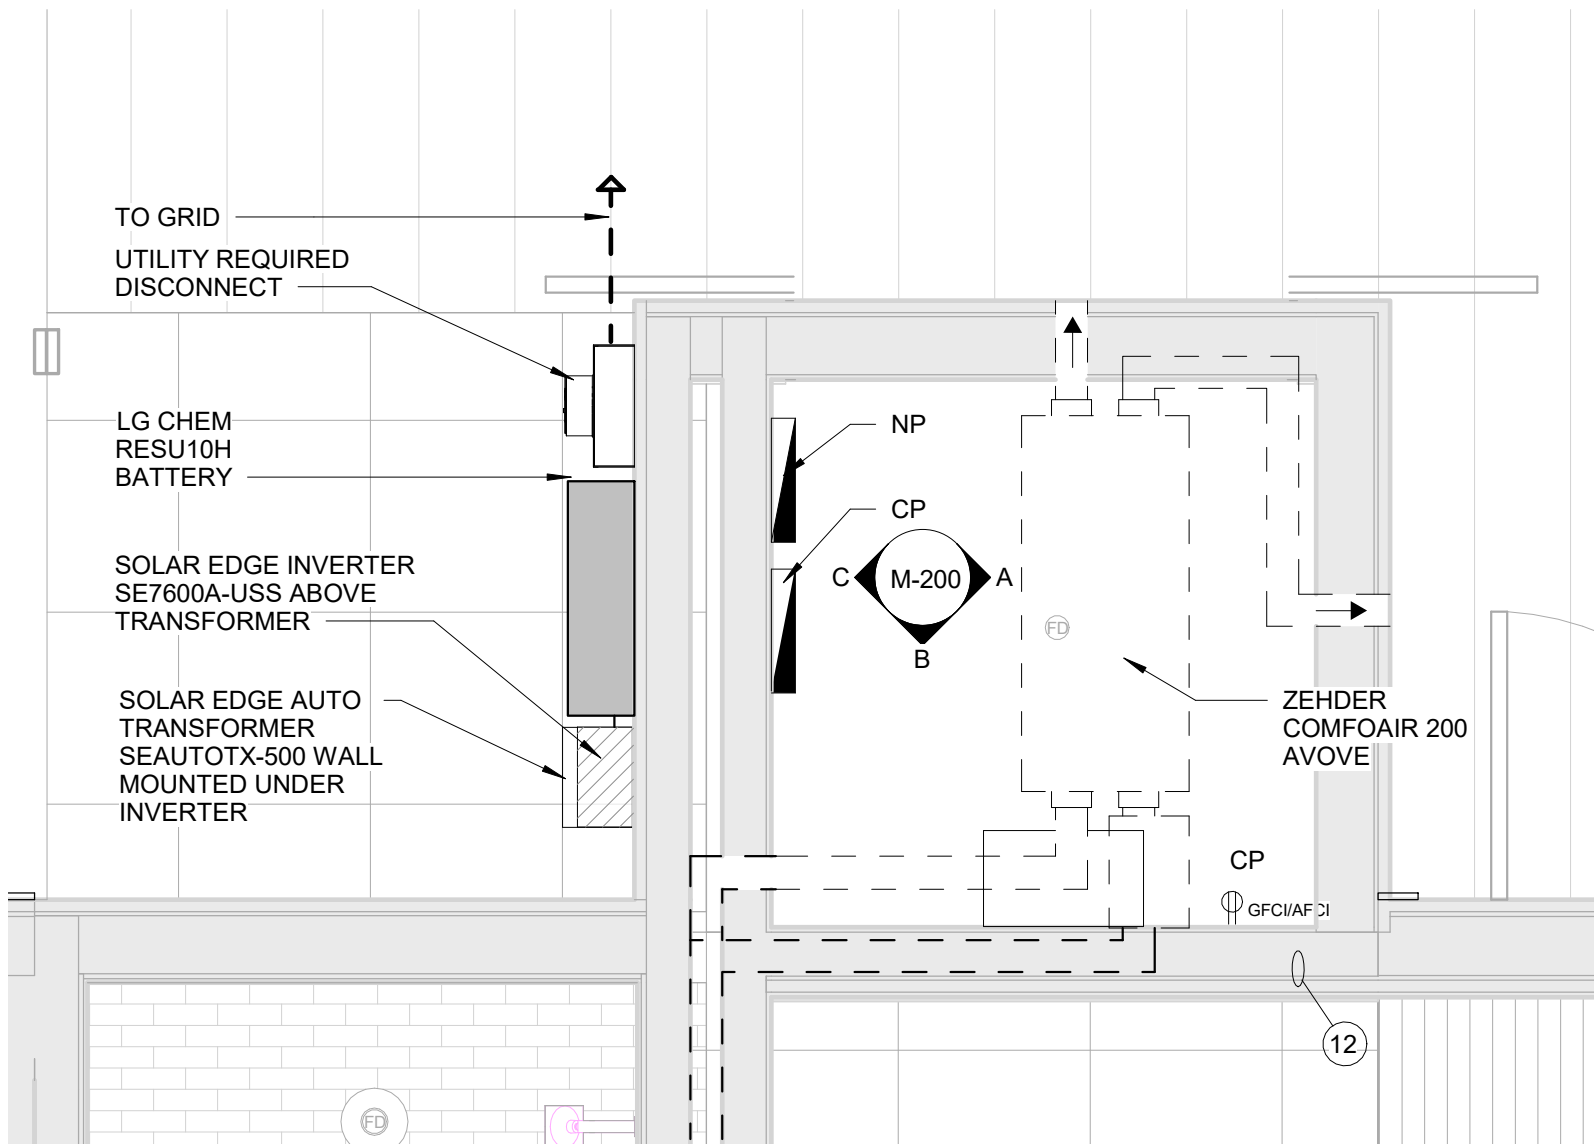 TO GRID
UTILITY REQUIRED
DISCONNECT
LG CHEM
RESU10H
BATTERY
SOLAR EDGE INVERTER
SE7600A-USS ABOVE
TRANSFORMER
SOLAR EDGE AUTO
TRANSFORMER
SEAUTOTX-500 WALL
MOUNTED UNDER
INVERTER
NP
CP
C
M-200
A
B
FD
ZEHDER
COMFOAIR 200
AVOVE
CP
GFCI/AFCI
12
FD